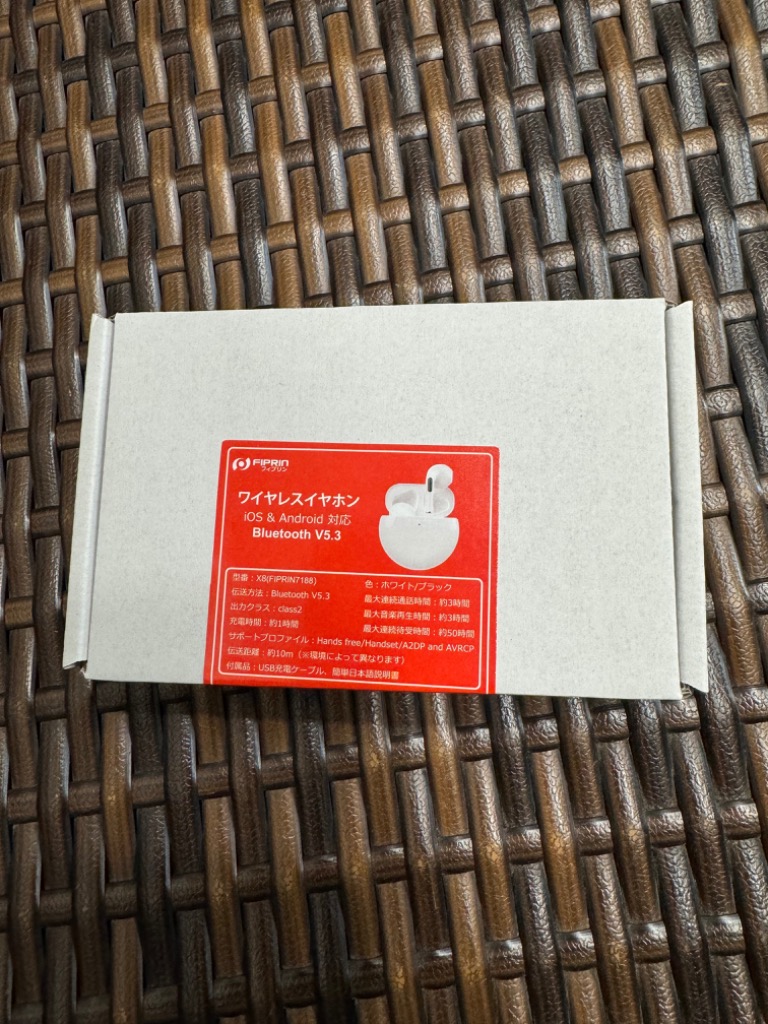 FIPRIN
フィプリン
ワイヤレスイヤホン
iOS & Android 対応
Bluetooth V5.3
型番：X8(FIPRIN7188)
伝送方法：Bluetooth V5.3
出力クラス：class2
充電時間：約1時間
色：ホワイト/ブラック
最大連続通話時間：約3時間
最大音楽再生時間：約3時間
最大連続待受時間：約50時間
サポートプロファイル：Hands free/Handset/A2DP and AVRCP
伝送距離：約10m（※環境によって異なります）
付属品：USB充電ケーブル、簡単日本語説明書